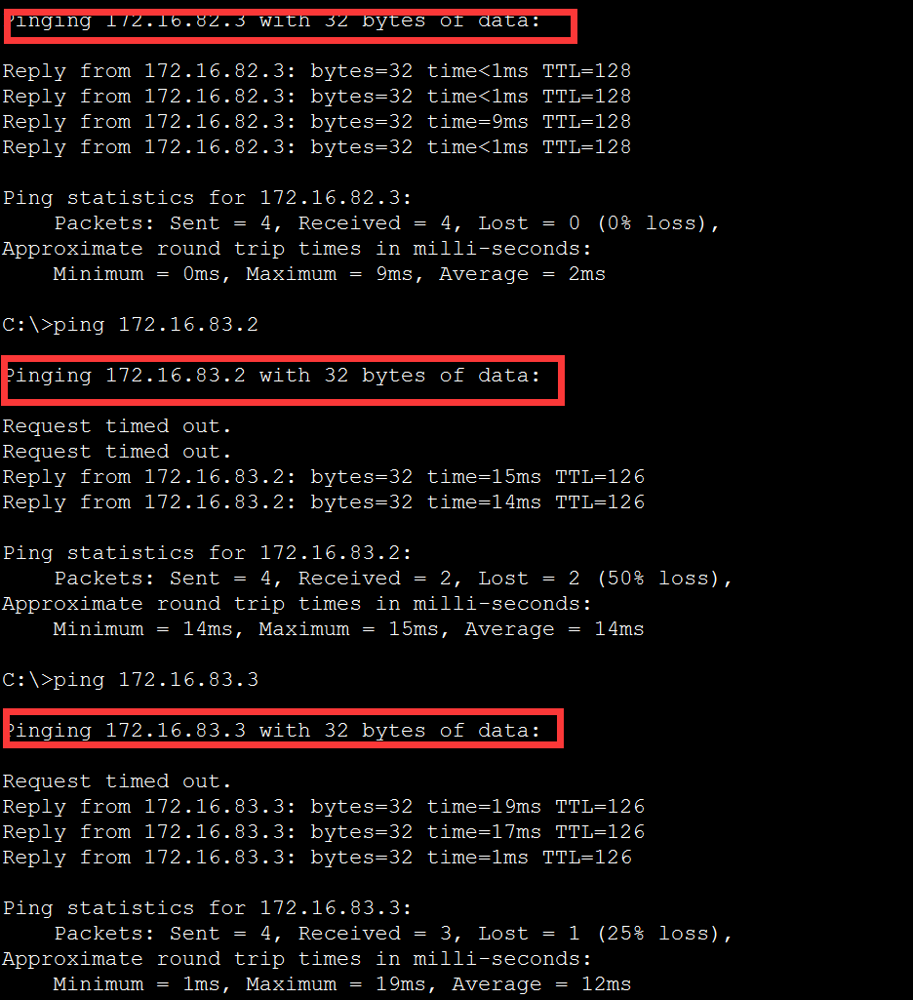 Pinging 172.16.82.3 with 32 bytes of data:
Reply from 172.16.82.3: bytes=32 time<1ms TTL=128
Reply from 172.16.82.3: bytes=32 time<1ms TTL=128
Reply from 172.16.82.3: bytes=32 time=9ms TTL=128
Reply from 172.16.82.3: bytes=32 time<1ms TTL=128
Ping statistics for 172.16.82.3:
Packets: Sent = 4, Received = 4, Lost = 0 (0% loss),
Approximate round trip times in milli-seconds:
Minimum = 0ms, Maximum = 9ms, Average = 2ms
C:\>ping 172.16.83.2
Pinging 172.16.83.2 with 32 bytes of data:
Request timed out.
Request timed out.
Reply from 172.16.83.2: bytes=32 time=15ms TTL=126
Reply from 172.16.83.2: bytes=32 time=14ms TTL=126
Ping statistics for 172.16.83.2:
Packets: Sent = 4, Received = 2, Lost = 2 (50% loss),
Approximate round trip times in milli-seconds:
Minimum = 14ms, Maximum = 15ms, Average = 14ms
C:\>ping 172.16.83.3
Pinging 172.16.83.3 with 32 bytes of data:
Request timed out.
Reply from 172.16.83.3: bytes=32 time=19ms TTL=126
Reply from 172.16.83.3: bytes=32 time=17ms TTL=126
Reply from 172.16.83.3: bytes=32 time=1ms TTL=126
Ping statistics for 172.16.83.3:
Packets: Sent = 4, Received = 3, Lost = 1 (25% loss),
Approximate round trip times in milli-seconds:
Minimum = 1ms, Maximum = 19ms, Average = 12ms